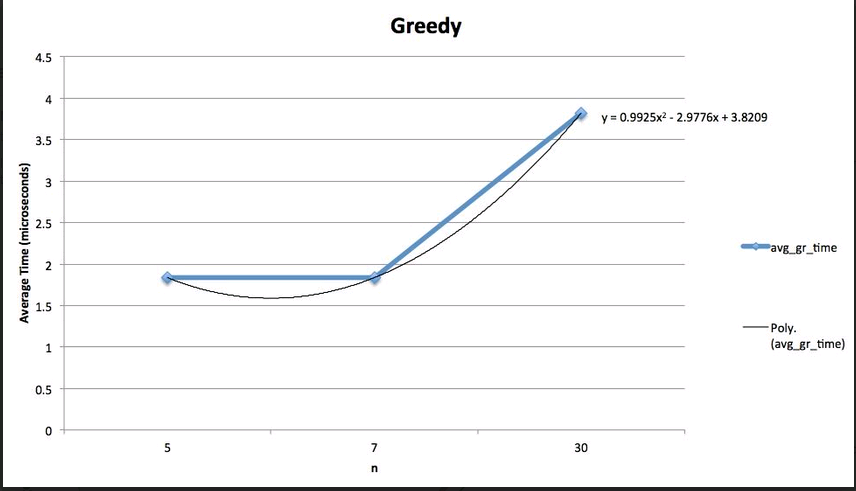 Greedy
4.5
4
3.5
3
2.5
2
1.5
1
0.5
0
Average Time (microseconds)
5 7 30
n
y = 0.9925x² - 2.9776x + 3.8209
avg_gr_time
Poly.
(avg_gr_time)